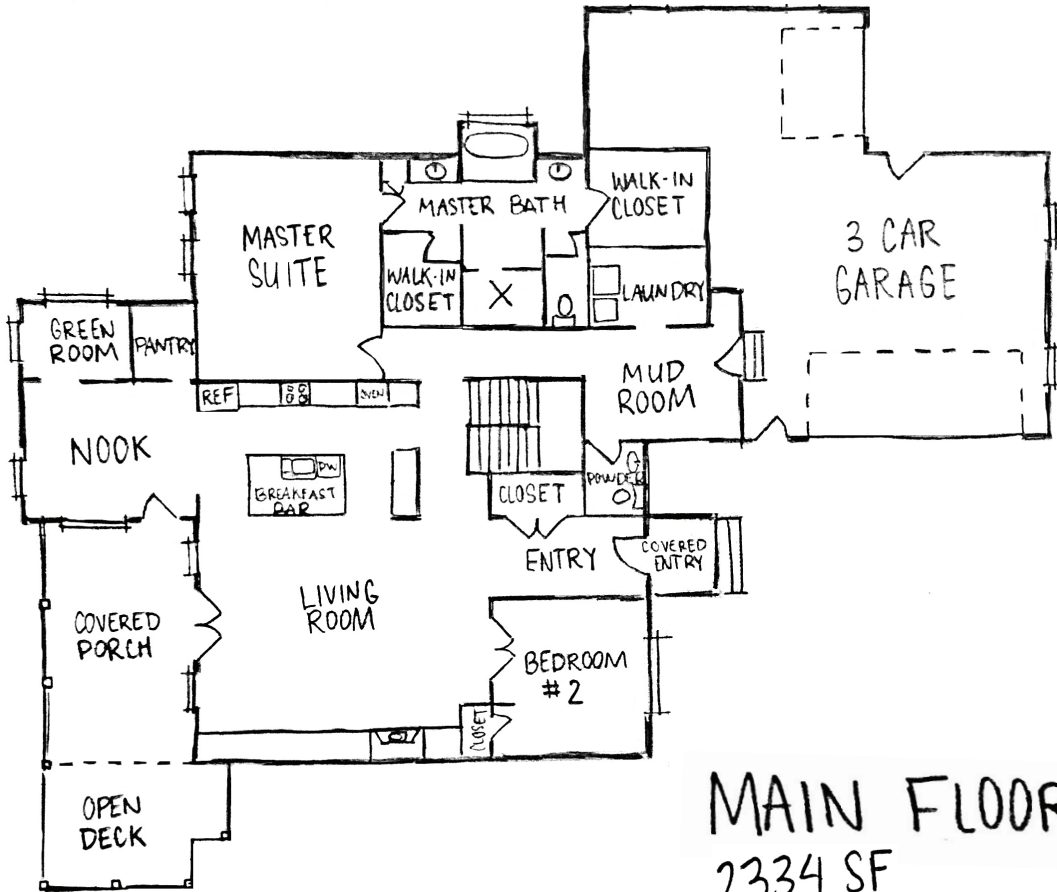 MASTER BATH
WALK-IN
CLOSET
3 CAR
GARAGE
MASTER
SUITE
WALK-IN
CLOSET
LAUNDRY
GREEN
ROOM
PANTRY
MUD
ROOM
REF
OVEN
NOOK
DW
BREAKFAST
BAR
CLOSET
POWDER
ENTRY
COVERED
ENTRY
LIVING
ROOM
COVERED
PORCH
BEDROOM
#2
CLOSET
OPEN
DECK
MAIN FLOOR
2334 SF